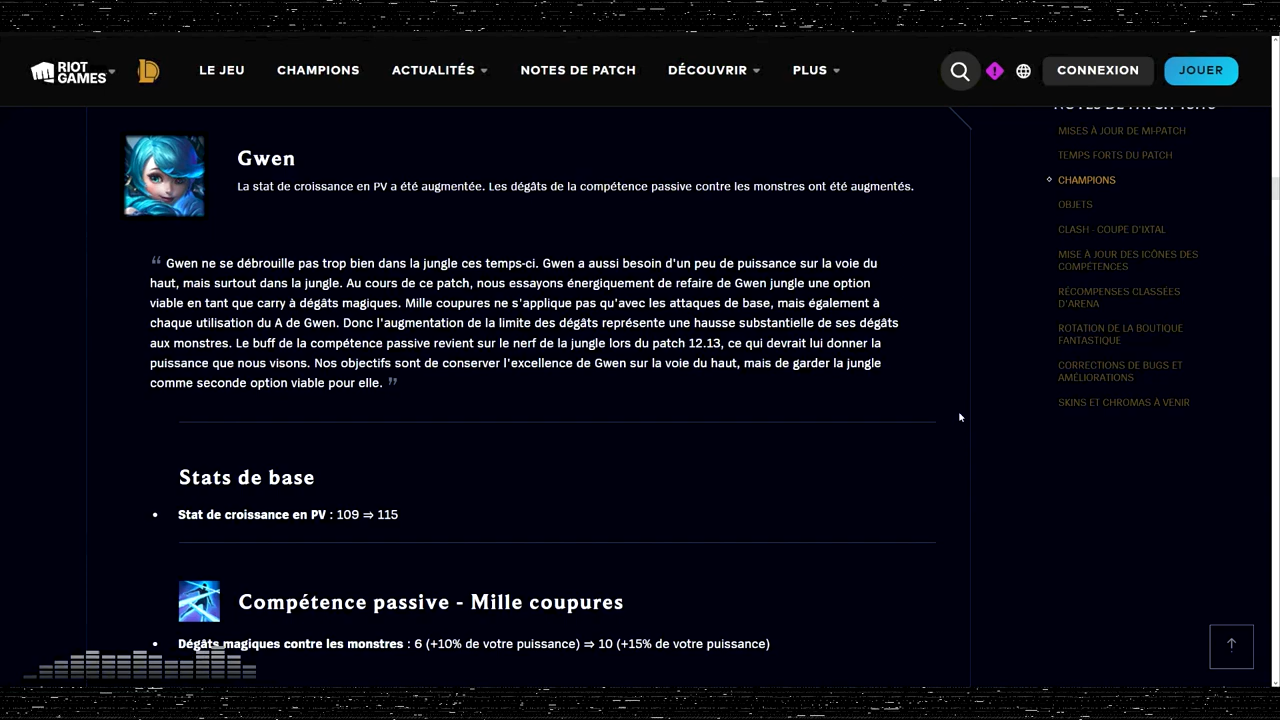 RIOT GAMES
LE JEU
CHAMPIONS
ACTUALITÉS
NOTES DE PATCH
DÉCOUVRIR
PLUS
CONNEXION
JOUER
Gwen
La stat de croissance en PV a été augmentée. Les dégâts de la compétence passive contre les monstres ont été augmentés.
“ Gwen ne se débrouille pas trop bien dans la jungle ces temps-ci. Gwen a aussi besoin d'un peu de puissance sur la voie du
haut, mais surtout dans la jungle. Au cours de ce patch, nous essayons énergiquement de refaire de Gwen jungle une option
viable en tant que carry à dégâts magiques. Mille coupures ne s'applique pas qu'avec les attaques de base, mais également à
chaque utilisation du A de Gwen. Donc l'augmentation de la limite des dégâts représente une hausse substantielle de ses dégâts
aux monstres. Le buff de la compétence passive revient sur le nerf de la jungle lors du patch 12.13, ce qui devrait lui donner la
puissance que nous visons. Nos objectifs sont de conserver l'excellence de Gwen sur la voie du haut, mais de garder la jungle
comme seconde option viable pour elle. ”
Stats de base
• Stat de croissance en PV : 109 ⇒ 115
Compétence passive - Mille coupures
• Dégâts magiques contre les monstres : 6 (+10% de votre puissance) ⇒ 10 (+15% de votre puissance)
MISES À JOUR DE MI-PATCH
TEMPS FORTS DU PATCH
CHAMPIONS
OBJETS
CLASH - COUPE D'IXTAL
MISE À JOUR DES ICÔNES DES
COMPÉTENCES
RÉCOMPENSES CLASSÉES
D'ARENA
ROTATION DE LA BOUTIQUE
FANTASTIQUE
CORRECTIONS DE BUGS ET
AMÉLIORATIONS
SKINS ET CHROMAS À VENIR